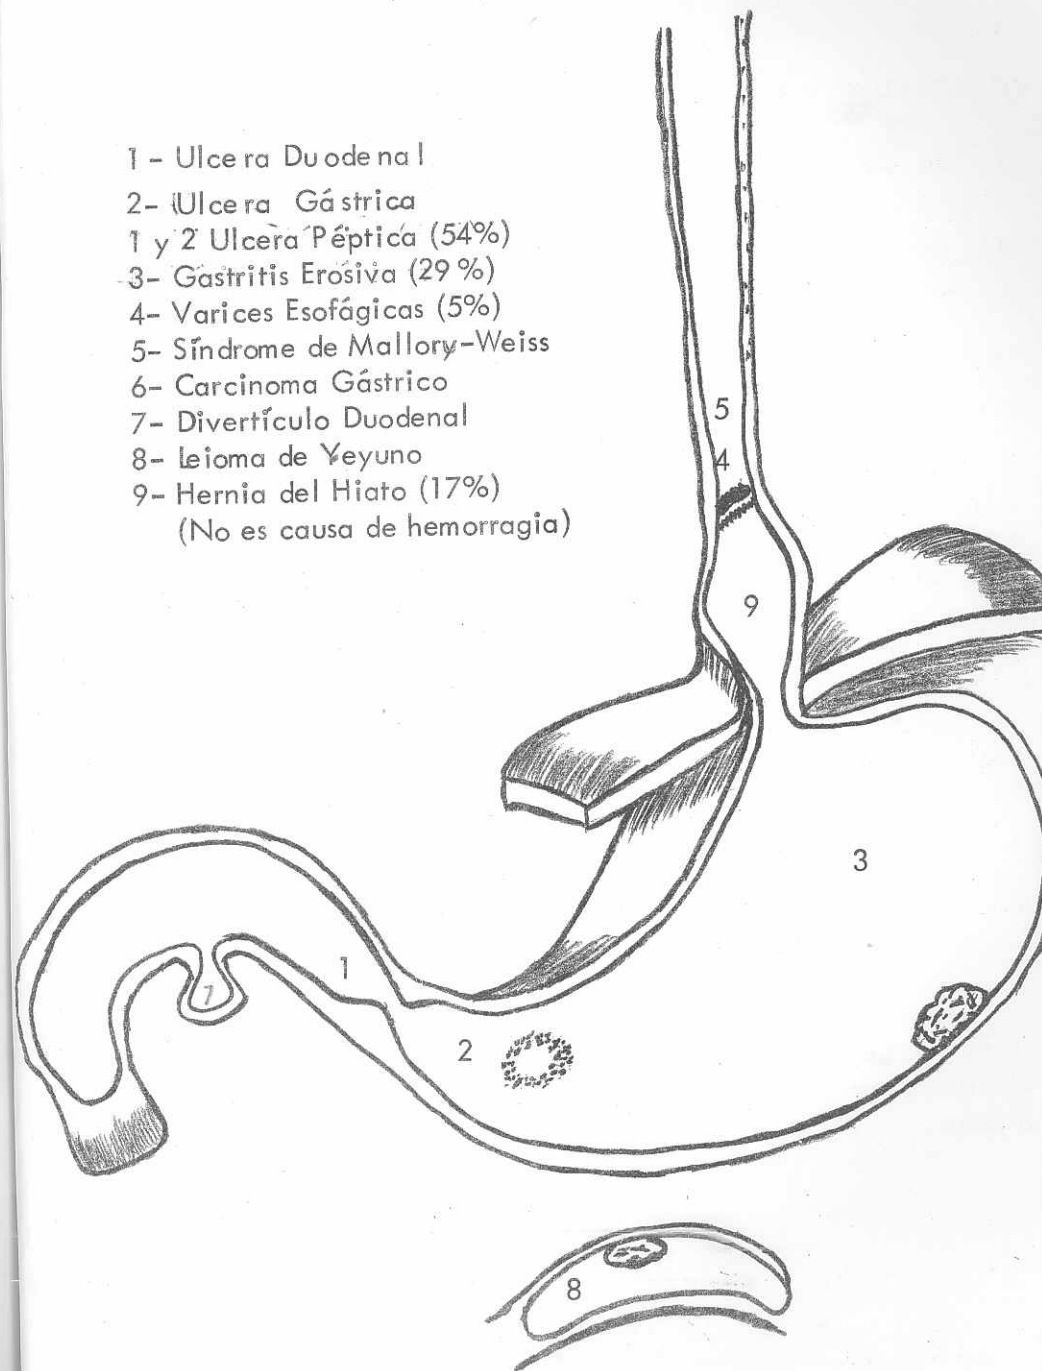 1 - Ulcera Duodenal
2- Ulcera Gástrica
1 y 2 Ulcera Péptica (54%)
3- Gastritis Erosiva (29%)
4- Varices Esofágicas (5%)
5- Síndrome de Mallory-Weiss
6- Carcinoma Gástrico
7- Divertículo Duodenal
8- Leioma de Yeyuno
9- Hernia del Hiato (17%)
(No es causa de hemorragia)
5
4
9
3
1
7
2
8